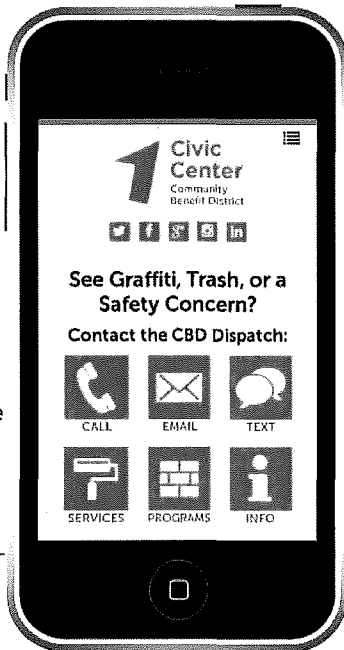 Civic
Center
Community
Benefit District
See Graffiti, Trash, or a
Safety Concern?
Contact the CBD Dispatch:
CALL EMAIL TEXT
SERVICES PROGRAMS INFO